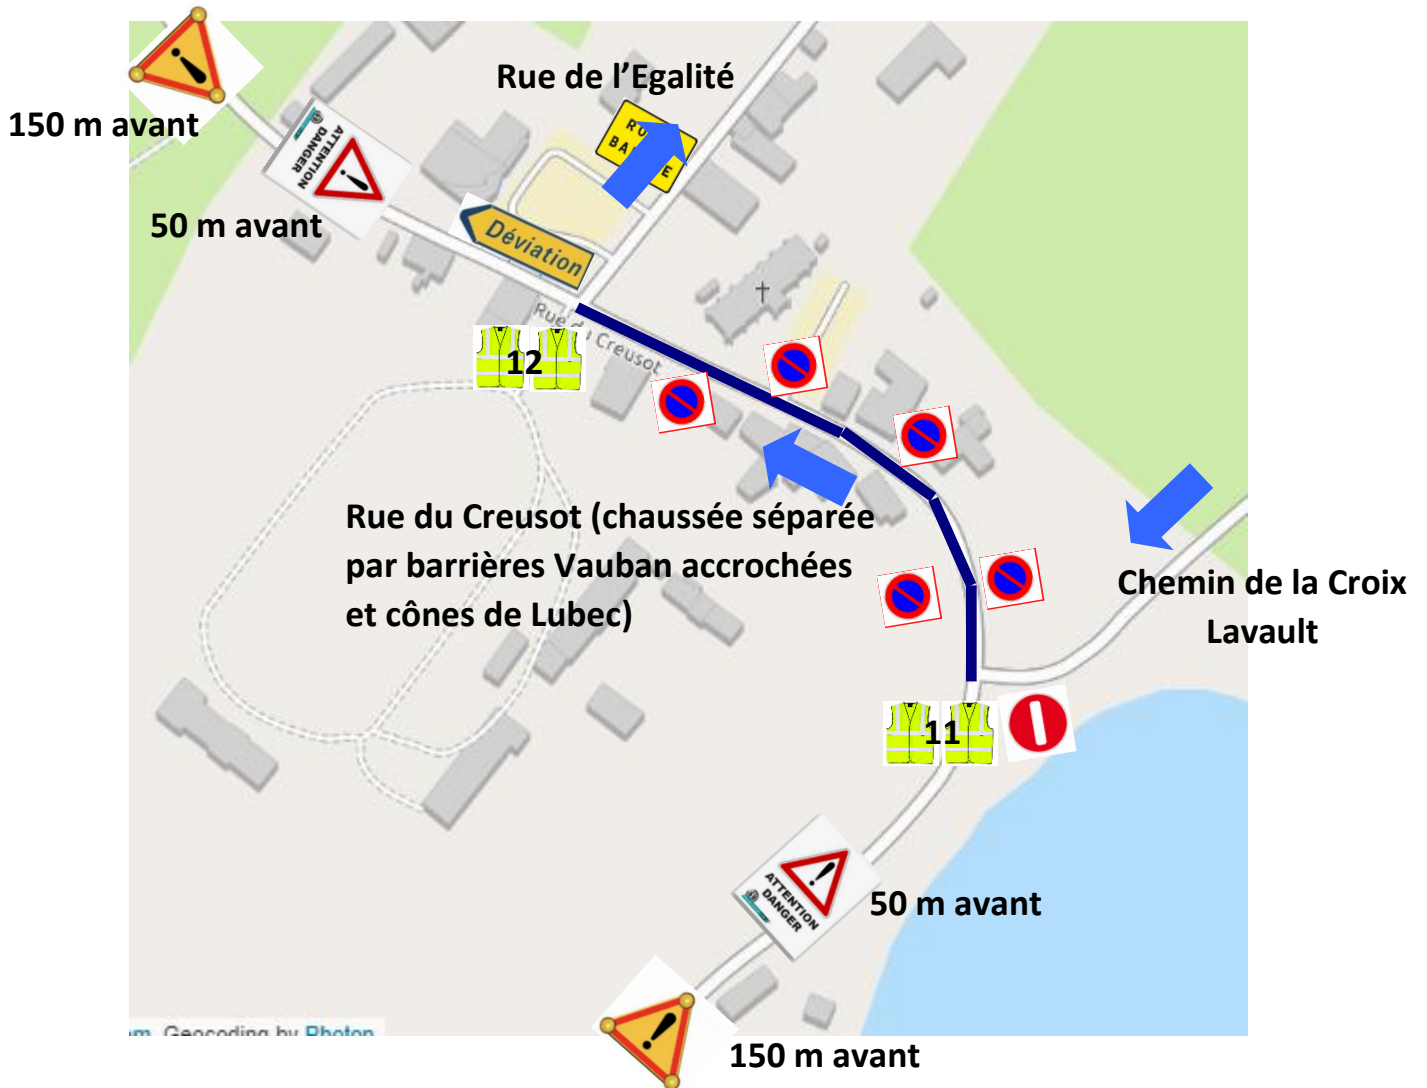 Rue de l’Egalité
150 m avant
ATTENTION
DANGER
RU
BA E
50 m avant
Déviation
Rue du Creusot
12
Rue du Creusot (chaussée séparée
par barrières Vauban accrochées
et cônes de Lubec)
Chemin de la Croix
Lavault
11
ATTENTION
DANGER
50 m avant
Geocoding by Photon
150 m avant